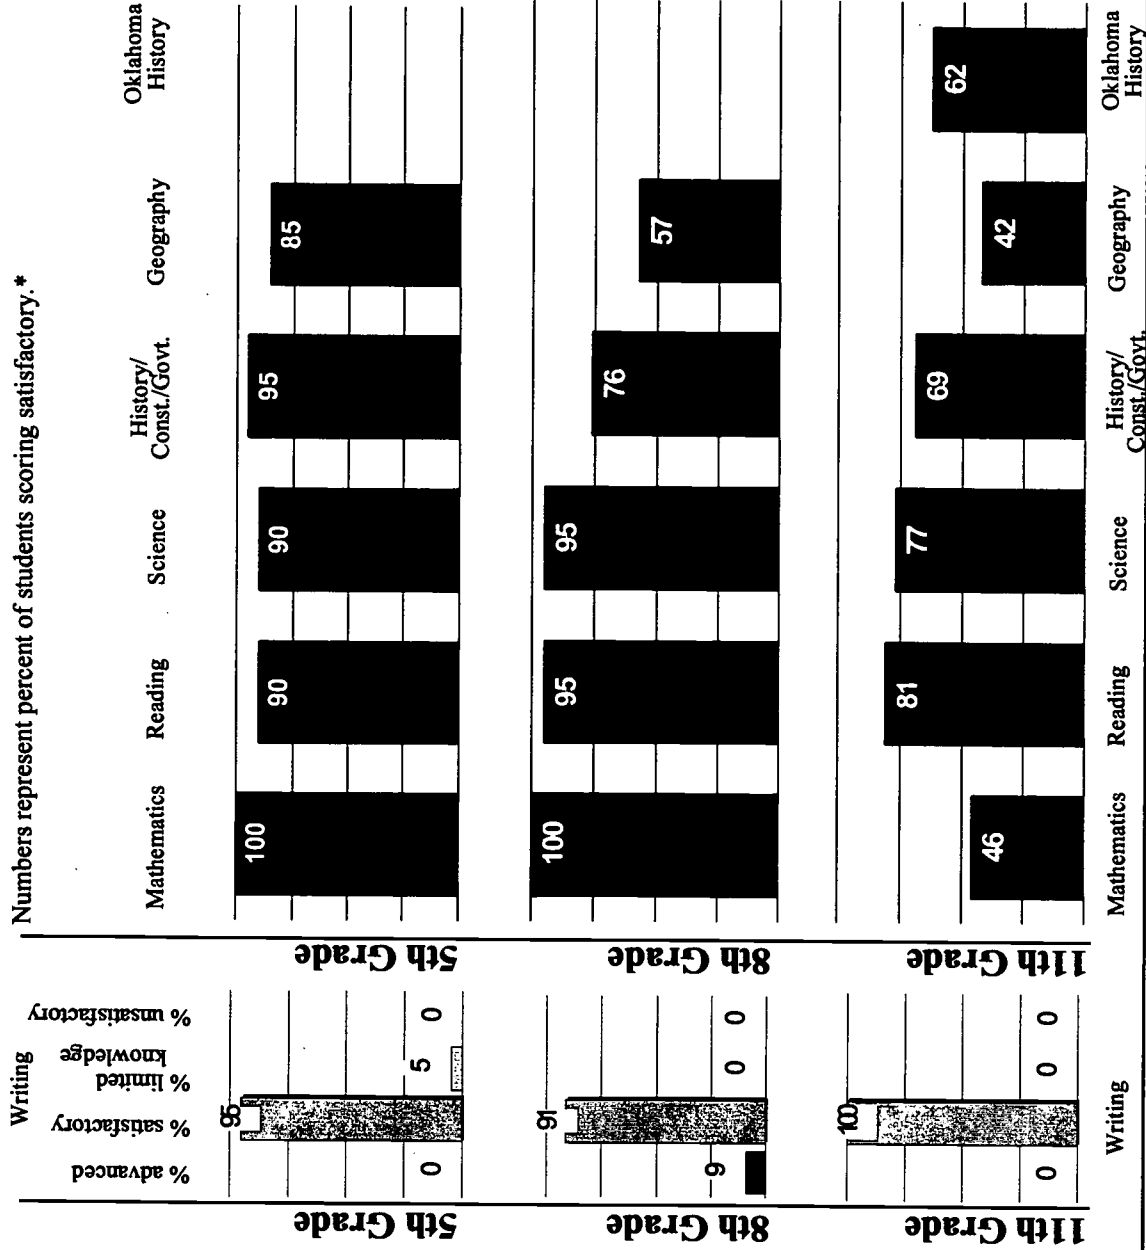 Numbers represent percent of students scoring satisfactory.*
Writing
% advanced
% satisfactory
% limited
knowledge
% unsatisfactory
Mathematics
Reading
Science
History/
Const./Govt.
Geography
Oklahoma
History
5th Grade
0
95
5
0
5th Grade
100
90
90
95
85
8th Grade
9
91
0
0
8th Grade
100
95
95
76
57
11th Grade
0
100
0
0
11th Grade
46
81
77
69
42
62
Writing
Mathematics
Reading
Science
History/
Const./Govt.
Geography
Oklahoma
History